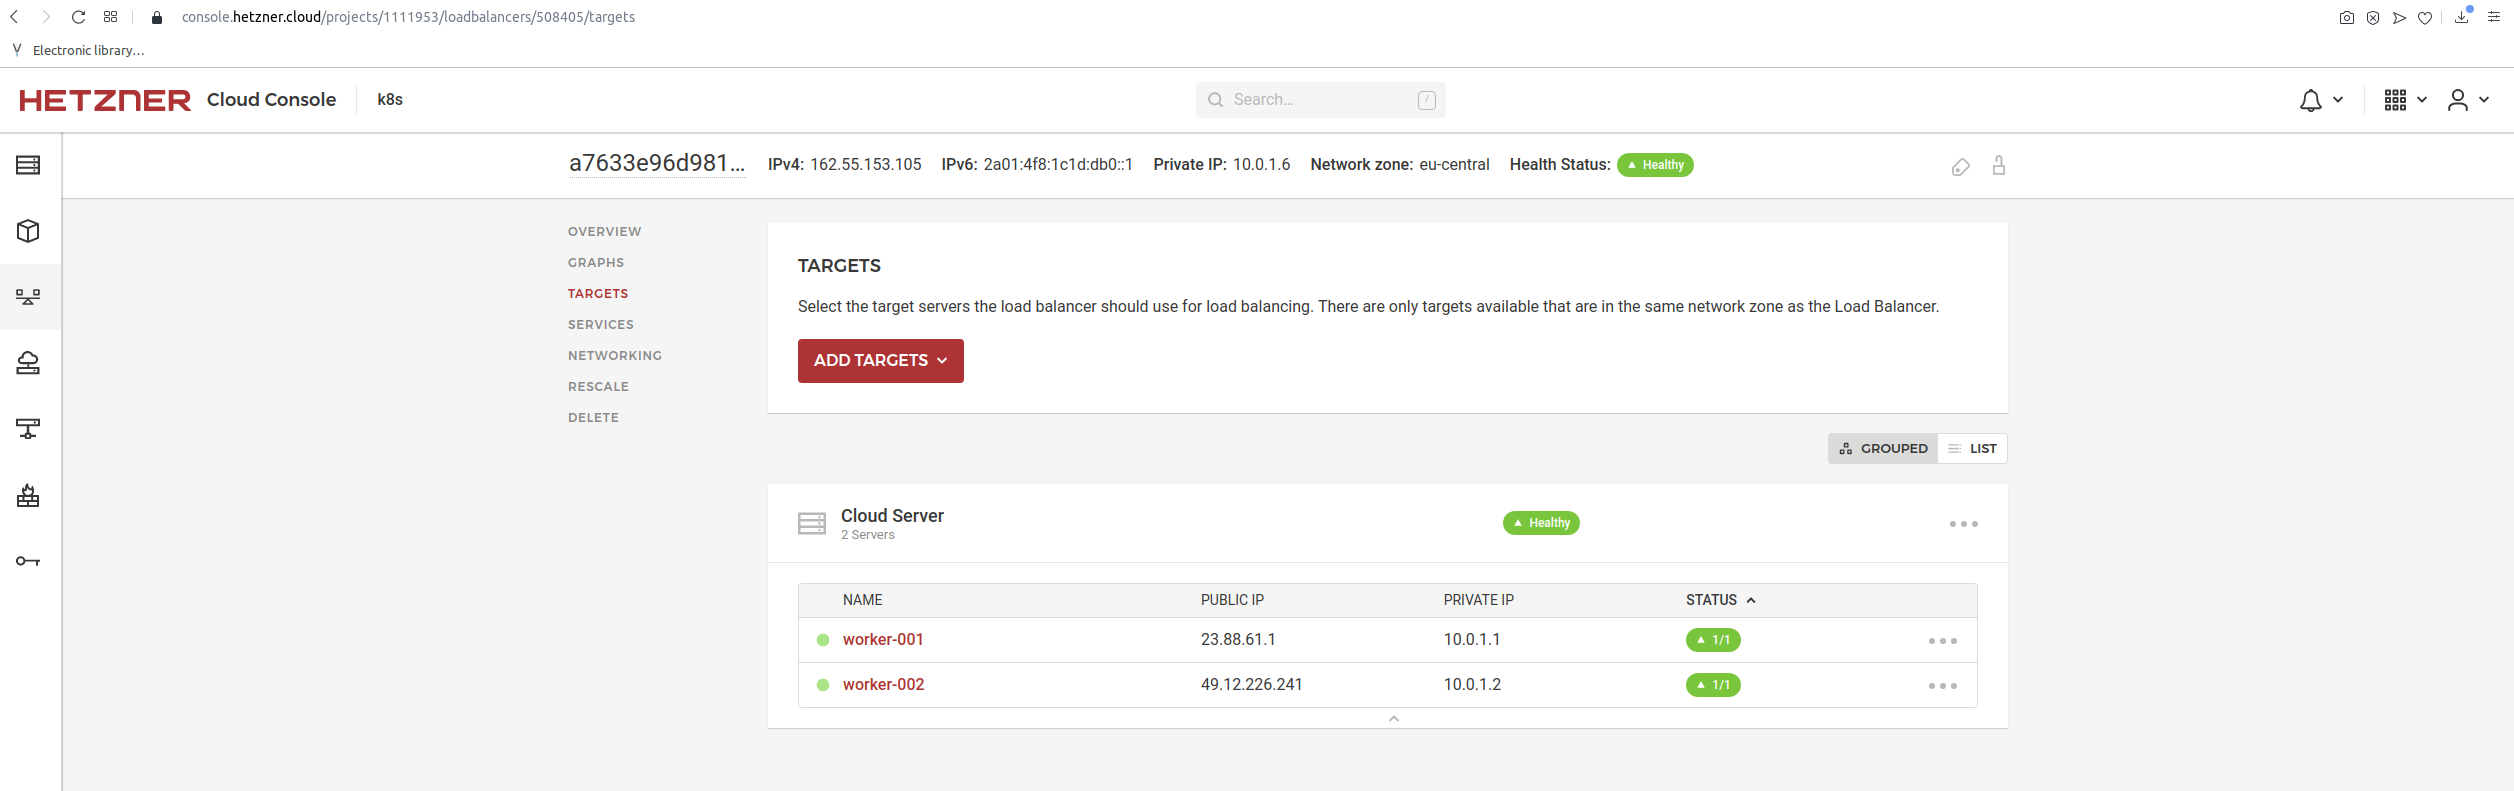 console.hetzner.cloud/projects/1111953/loadbalancers/508405/targets
Electronic library...
HETZNER Cloud Console k8s Search... /
a7633e96d981... IPv4: 162.55.153.105 IPv6: 2a01:4f8:1c1d:db0::1 Private IP: 10.0.1.6 Network zone: eu-central Health Status: Healthy
OVERVIEW
GRAPHS
TARGETS
SERVICES
NETWORKING
RESCALE
DELETE
TARGETS
Select the target servers the load balancer should use for load balancing. There are only targets available that are in the same network zone as the Load Balancer.
ADD TARGETS
GROUPED LIST
Cloud Server
2 Servers
Healthy
NAME PUBLIC IP PRIVATE IP STATUS
worker-001 23.88.61.1 10.0.1.1 1/1
worker-002 49.12.226.241 10.0.1.2 1/1